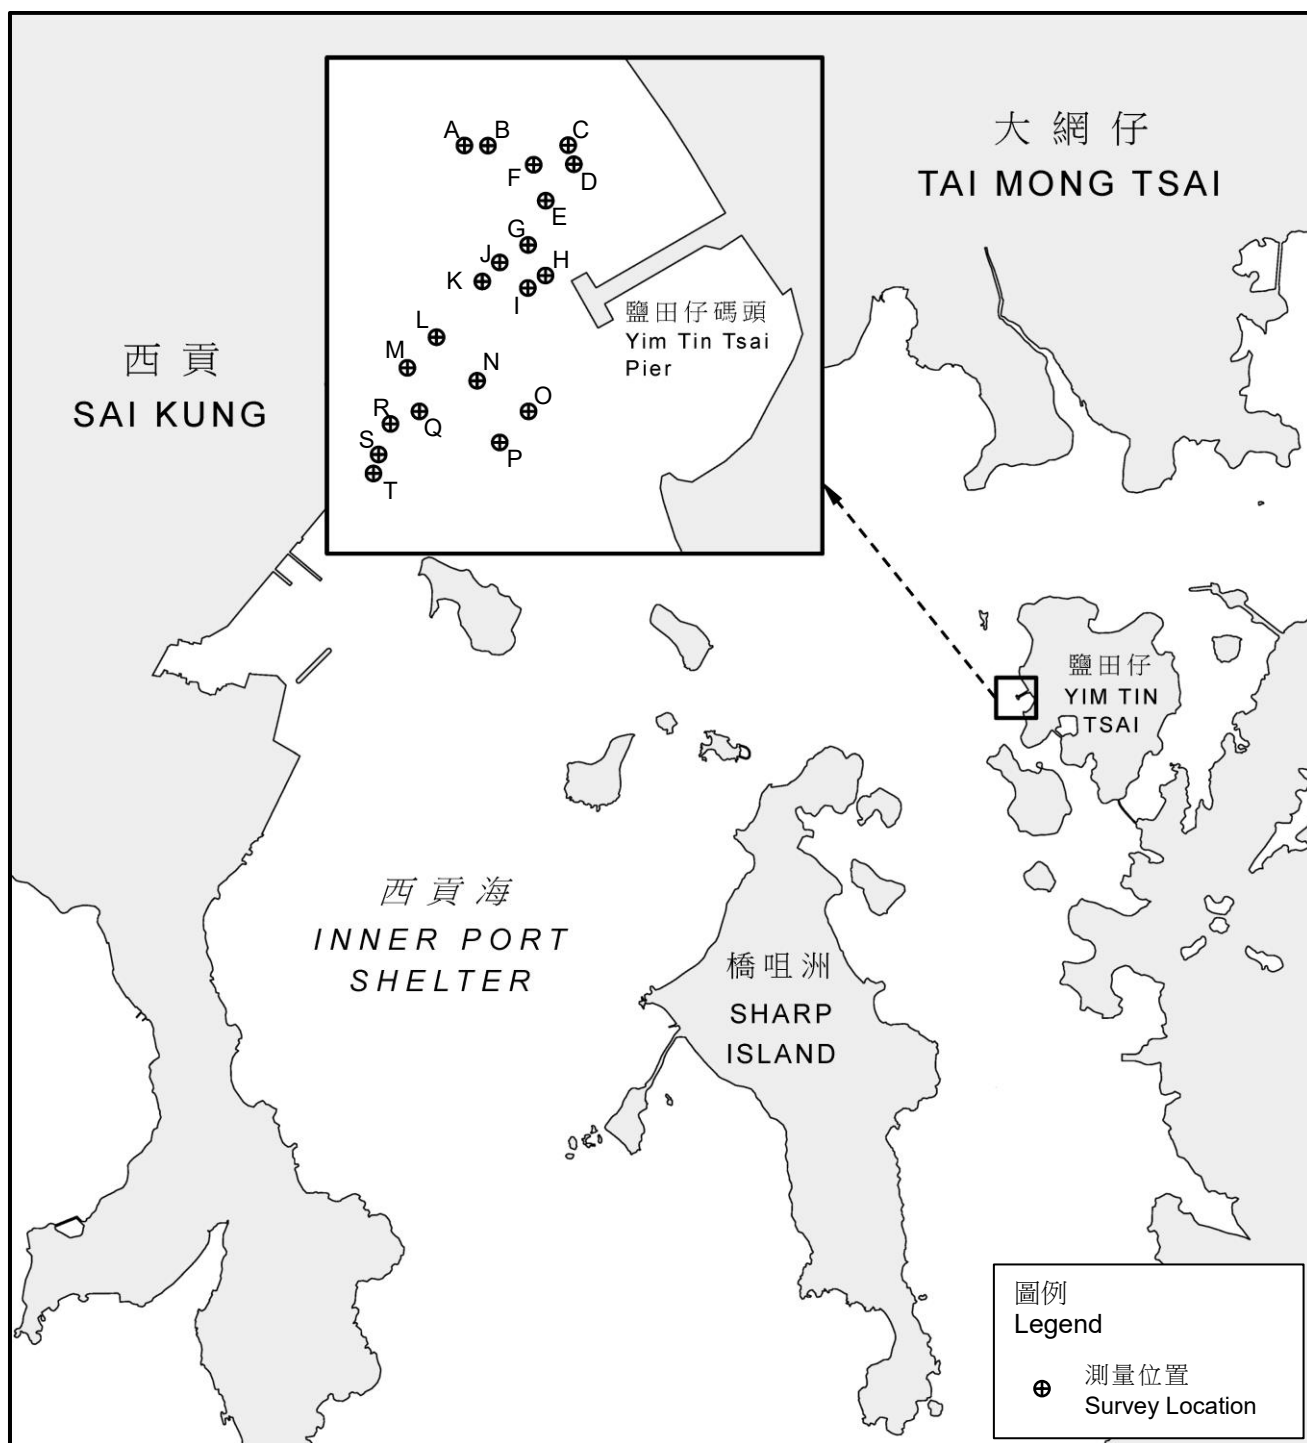 A
B
C
F
D
E
G
J
H
K
I
L
M
N
R
Q
O
S
P
T
鹽田仔碼頭
Yim Tin Tsai
Pier
大網仔
TAI MONG TSAI
西貢
SAI KUNG
鹽田仔
YIM TIN
TSAI
西貢海
INNER PORT
SHELTER
橋咀洲
SHARP
ISLAND
圖例
Legend
測量位置
Survey Location